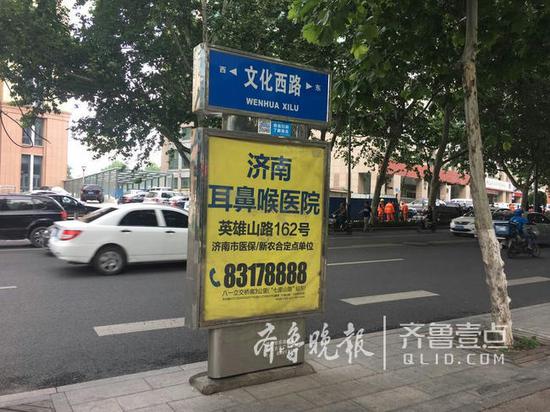 西 文化西路 东
WENHUA XILU
济南
耳鼻喉医院
英雄山路162号
济南市医保/新农合定点单位
83178888
齐鲁晚报
齐鲁壹点
QLID.COM